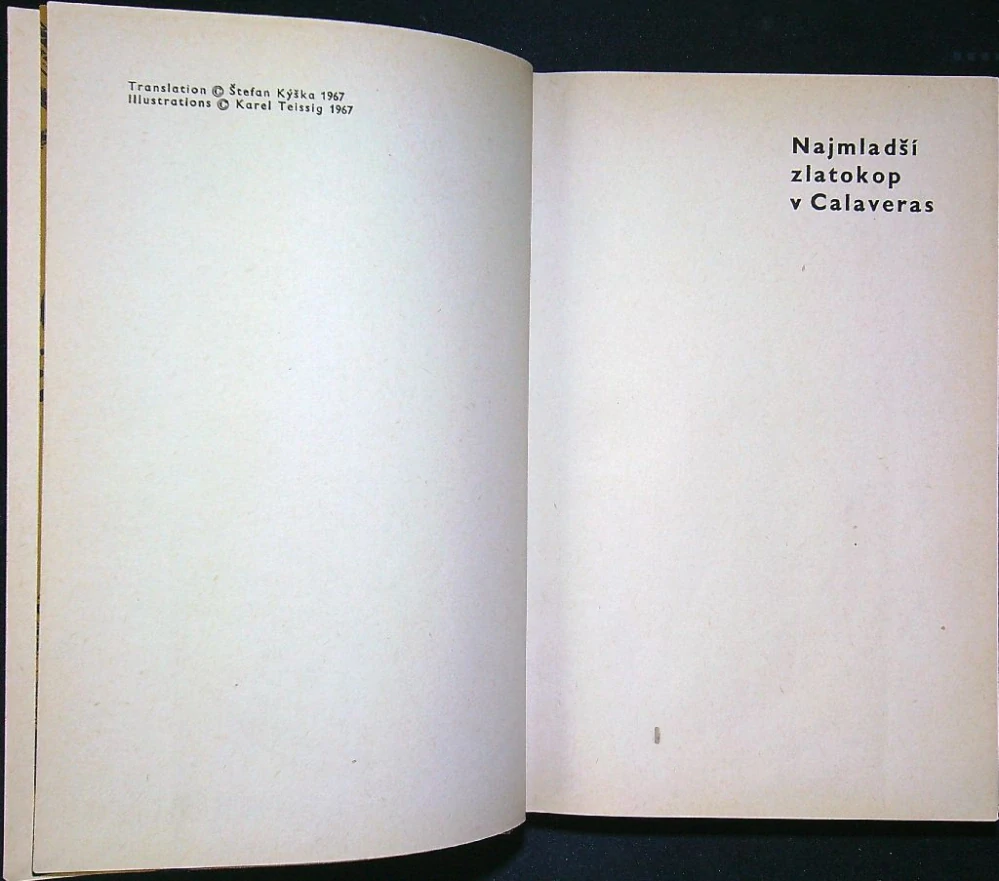 Translation © Štefan Kýška 1967
Illustrations © Karel Teissig 1967
Najmladší
zlatokop
v Calaveras